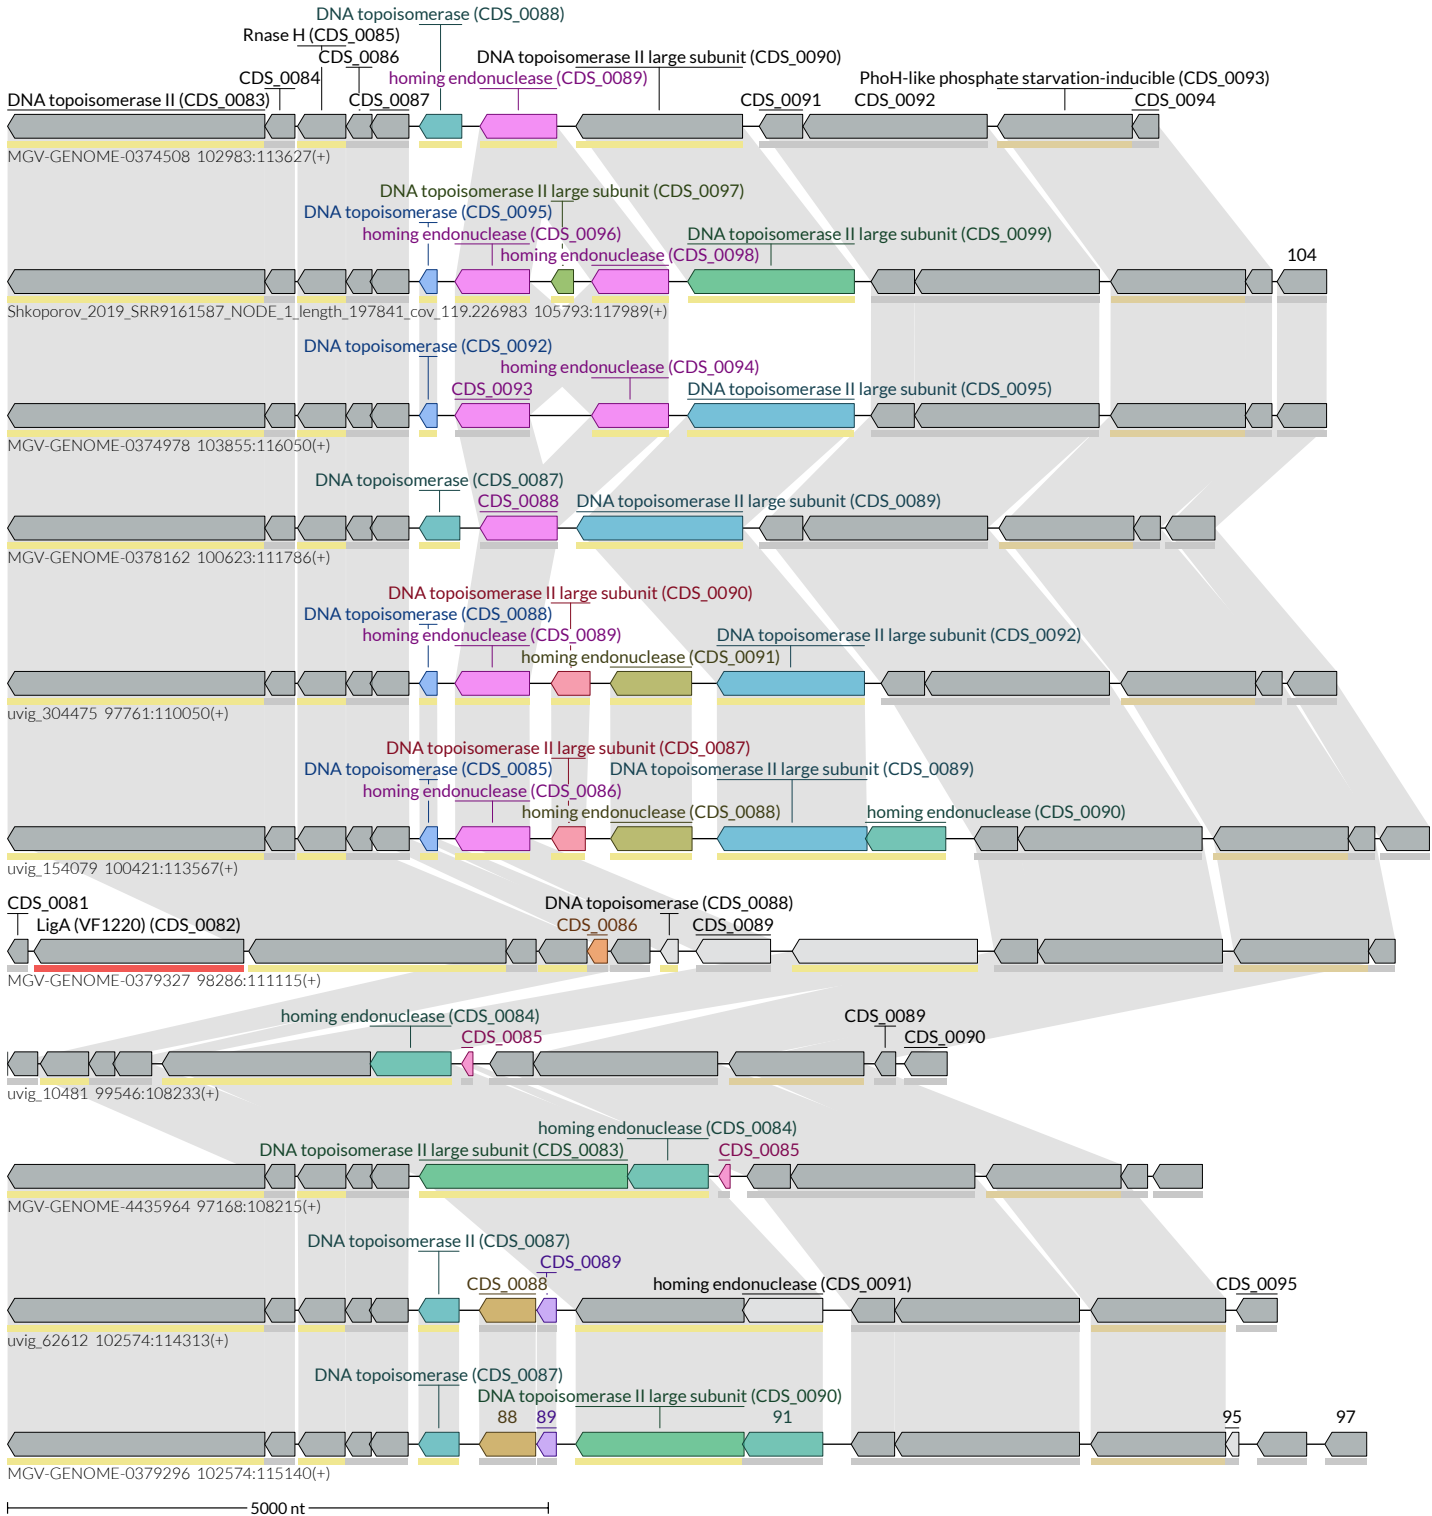 DNA topoisomerase (CDS_0088)
Rnase H (CDS_0085)
CDS_0086 DNA topoisomerase II large subunit (CDS_0090)
CDS_0084 homing endonuclease (CDS_0089) PhoH-like phosphate starvation-inducible (CDS_0093)
DNA topoisomerase II (CDS_0083) CDS_0087 CDS_0091 CDS_0092 CDS_0094
MGV-GENOME-0374508 102983:113627(+)
DNA topoisomerase II large subunit (CDS_0097)
DNA topoisomerase (CDS_0095)
homing endonuclease (CDS_0096) DNA topoisomerase II large subunit (CDS_0099)
homing endonuclease (CDS_0098) 104
Shkoporov_2019_SRR9161587_NODE_1_length_197841_cov_119.226983 105793:117989(+)
DNA topoisomerase (CDS_0092)
homing endonuclease (CDS_0094)
CDS_0093 DNA topoisomerase II large subunit (CDS_0095)
MGV-GENOME-0374978 103855:116050(+)
DNA topoisomerase (CDS_0087)
CDS_0088 DNA topoisomerase II large subunit (CDS_0089)
MGV-GENOME-0378162 100623:111786(+)
DNA topoisomerase II large subunit (CDS_0090)
DNA topoisomerase (CDS_0088)
homing endonuclease (CDS_0089) DNA topoisomerase II large subunit (CDS_0092)
homing endonuclease (CDS_0091)
uvig_304475 97761:110050(+)
DNA topoisomerase II large subunit (CDS_0087)
DNA topoisomerase (CDS_0085) DNA topoisomerase II large subunit (CDS_0089)
homing endonuclease (CDS_0086)
homing endonuclease (CDS_0088) homing endonuclease (CDS_0090)
uvig_154079 100421:113567(+)
CDS_0081 DNA topoisomerase (CDS_0088)
LigA (VF1220) (CDS_0082) CDS_0086 CDS_0089
MGV-GENOME-0379327 98286:111115(+)
homing endonuclease (CDS_0084) CDS_0089
CDS_0085 CDS_0090
uvig_10481 99546:108233(+)
homing endonuclease (CDS_0084)
DNA topoisomerase II large subunit (CDS_0083) CDS_0085
MGV-GENOME-4435964 97168:108215(+)
DNA topoisomerase II (CDS_0087)
CDS_0089
CDS_0088 homing endonuclease (CDS_0091) CDS_0095
uvig_62612 102574:114313(+)
DNA topoisomerase (CDS_0087)
DNA topoisomerase II large subunit (CDS_0090)
88 89 91 95 97
MGV-GENOME-0379296 102574:115140(+)
5000 nt